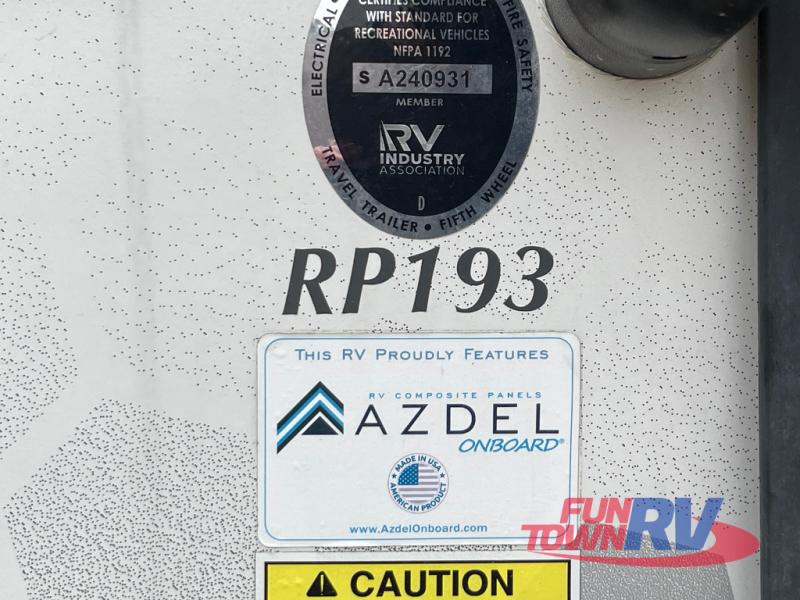 ELECTRICAL •
FIRE SAFETY
CERTIFIES COMPLIANCE
WITH STANDARD FOR
RECREATIONAL VEHICLES
NFPA 1192
S A240931
MEMBER
RV
INDUSTRY
ASSOCIATION
D
TRAVEL TRAILER • FIFTH WHEEL
RP193
THIS RV PROUDLY FEATURES
RV COMPOSITE PANELS
AZDEL
ONBOARD®
MADE IN USA
AMERICAN PRODUCT
www.AzdelOnboard.com
FUN
TOWN RV
⚠ CAUTION